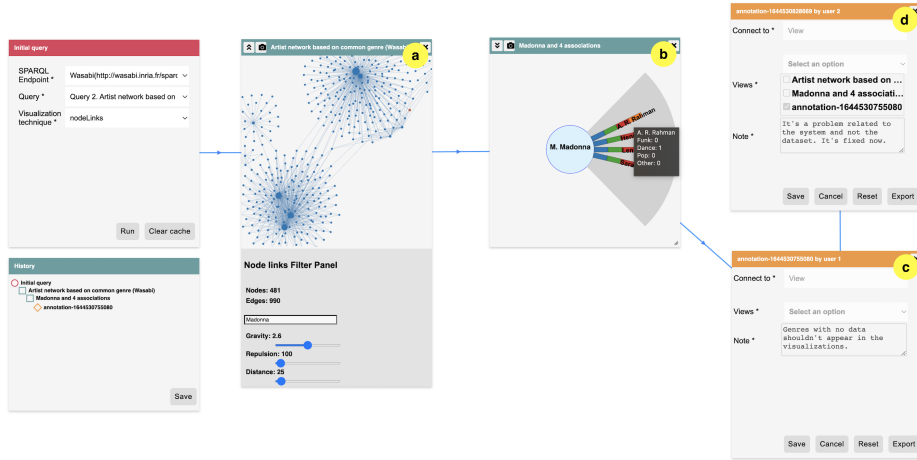 Initial query
SPARQL
Endpoint *
Wasabi(http://wasabi.inria.fr/sparc
Query *
Query 2. Artist network based on
Visualization
technique *
nodeLinks
Run
Clear cache
History
Initial query
Artist network based on common genre (Wasabi)
Madonna and 4 associations
annotation-1644530755080
Save
Artist network based on common genre (Wasabi
a
Node links Filter Panel
Nodes: 481
Edges: 990
Madonna
Gravity: 2.6
Repulsion: 100
Distance: 25
Madonna and 4 associations
b
M. Madonna
A. R. Rahman
A. R. Rahman
Funk: 0
Dance: 1
Pop: 0
Other: 0
annotation-1644530828669 by user 2
d
Connect to *
View
Select an option
Views *
Artist network based on ...
Madonna and 4 associati...
annotation-1644530755080
Note *
It's a problem related to
the system and not the
dataset. It's fixed now.
Save
Cancel
Reset
Export
annotation-1644530755080 by user 1
c
Connect to *
View
Views *
Select an option
Note *
Genres with no data
shouldn't appear in the
visualizations.
Save
Cancel
Reset
Export